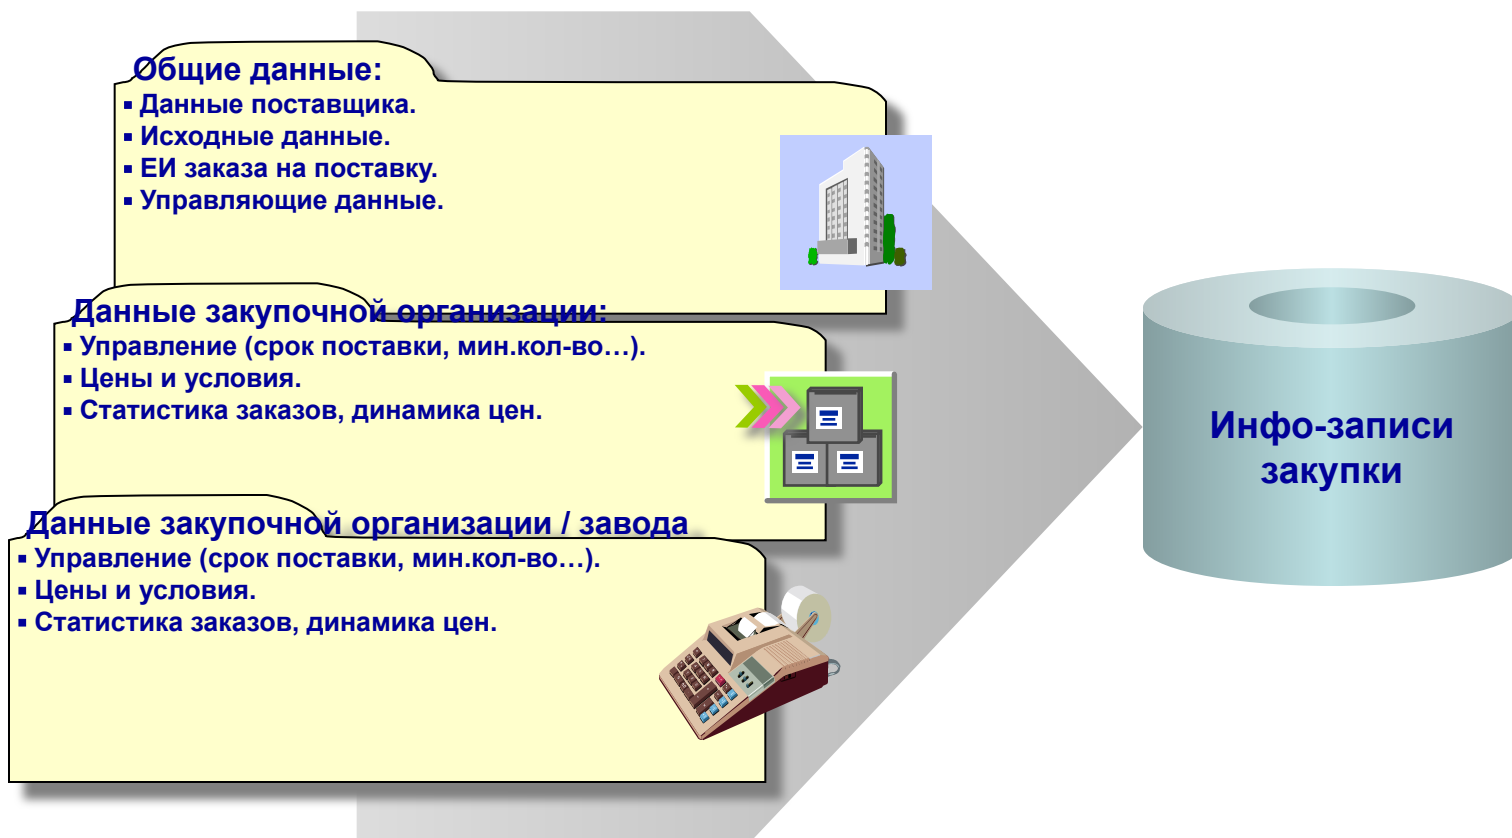 Общие данные:
▪ Данные поставщика.
▪ Исходные данные.
▪ ЕИ заказа на поставку.
▪ Управляющие данные.
Данные закупочной организации:
▪ Управление (срок поставки, мин.кол-во…).
▪ Цены и условия.
▪ Статистика заказов, динамика цен.
Данные закупочной организации / завода
▪ Управление (срок поставки, мин.кол-во…).
▪ Цены и условия.
▪ Статистика заказов, динамика цен.
Инфо-записи
закупки